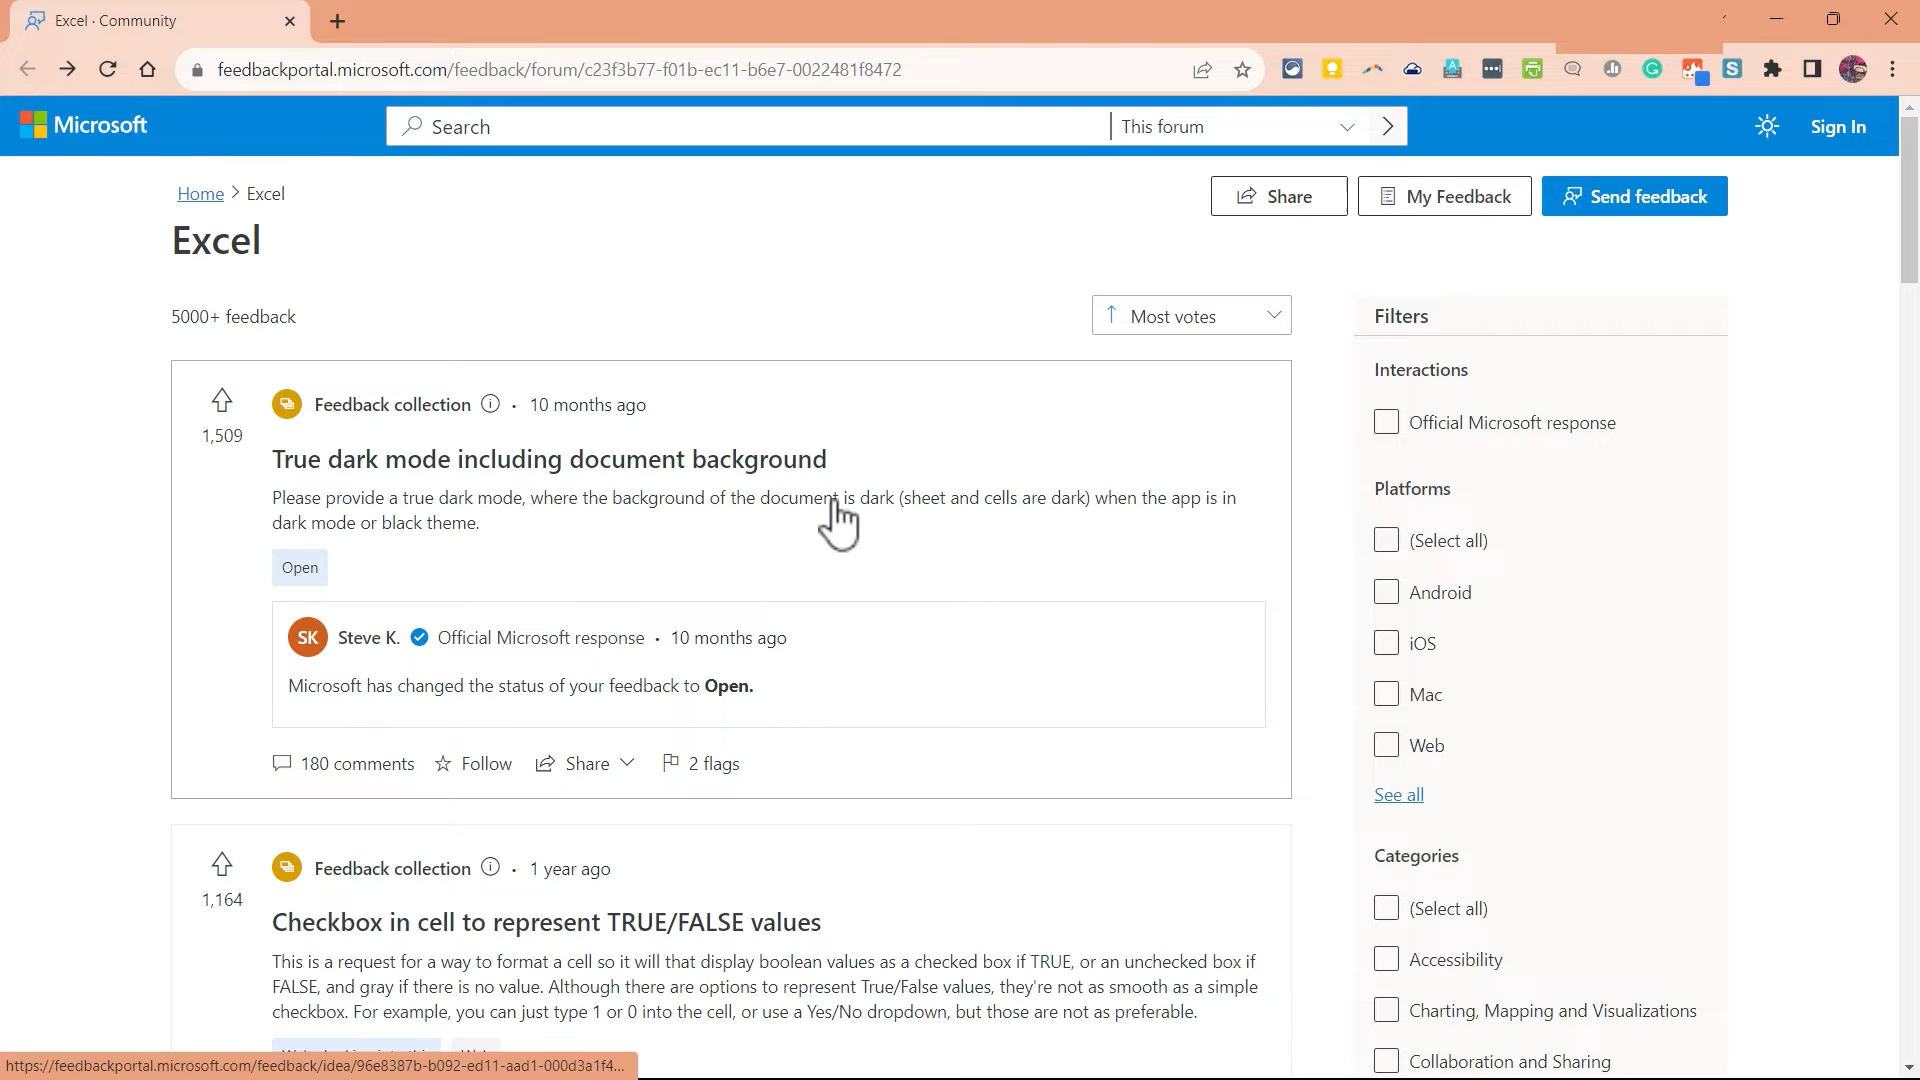 Excel · Community
feedbackportal.microsoft.com/feedback/forum/c23f3b77-f01b-ec11-b6e7-0022481f8472
Microsoft
Search
This forum
Sign In
Home > Excel
Share
My Feedback
Send feedback
Excel
5000+ feedback
Most votes
Filters
Interactions
Official Microsoft response
Platforms
(Select all)
Android
iOS
Mac
Web
See all
Categories
(Select all)
Accessibility
Charting, Mapping and Visualizations
Collaboration and Sharing
1,509
Feedback collection · 10 months ago
True dark mode including document background
Please provide a true dark mode, where the background of the document is dark (sheet and cells are dark) when the app is in
dark mode or black theme.
Open
SK Steve K. Official Microsoft response · 10 months ago
Microsoft has changed the status of your feedback to Open.
180 comments Follow Share 2 flags
1,164
Feedback collection · 1 year ago
Checkbox in cell to represent TRUE/FALSE values
This is a request for a way to format a cell so it will that display boolean values as a checked box if TRUE, or an unchecked box if
FALSE, and gray if there is no value. Although there are options to represent True/False values, they're not as smooth as a simple
checkbox. For example, you can just type 1 or 0 into the cell, or use a Yes/No dropdown, but those are not as preferable.
https://feedbackportal.microsoft.com/feedback/idea/96e8387b-b092-ed11-aad1-000d3a1f4...